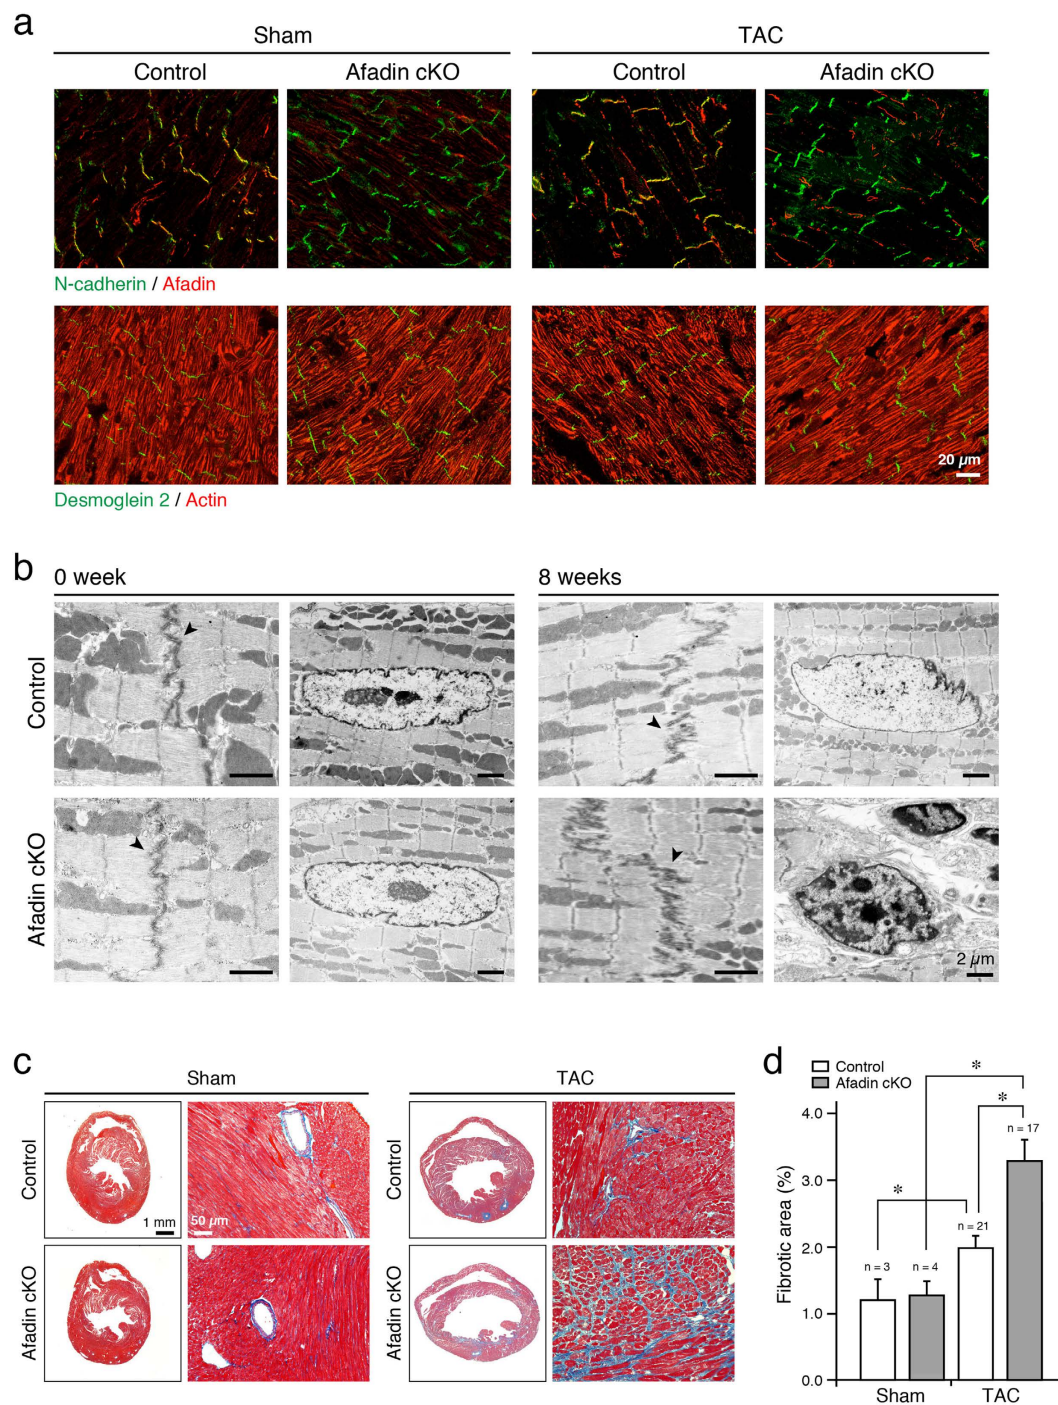 a
Sham
TAC
Control
Afadin cKO
Control
Afadin cKO
N-cadherin / Afadin
20 µm
Desmoglein 2 / Actin
b
0 week
8 weeks
Control
Afadin cKO
2 µm
c
Sham
TAC
Control
1 mm
50 µm
Control
Afadin cKO
Afadin cKO
d
Control
Afadin cKO
*
*
*
n = 17
n = 21
n = 3
n = 4
Fibrotic area (%)
4.0
3.0
2.0
1.0
0.0
Sham
TAC